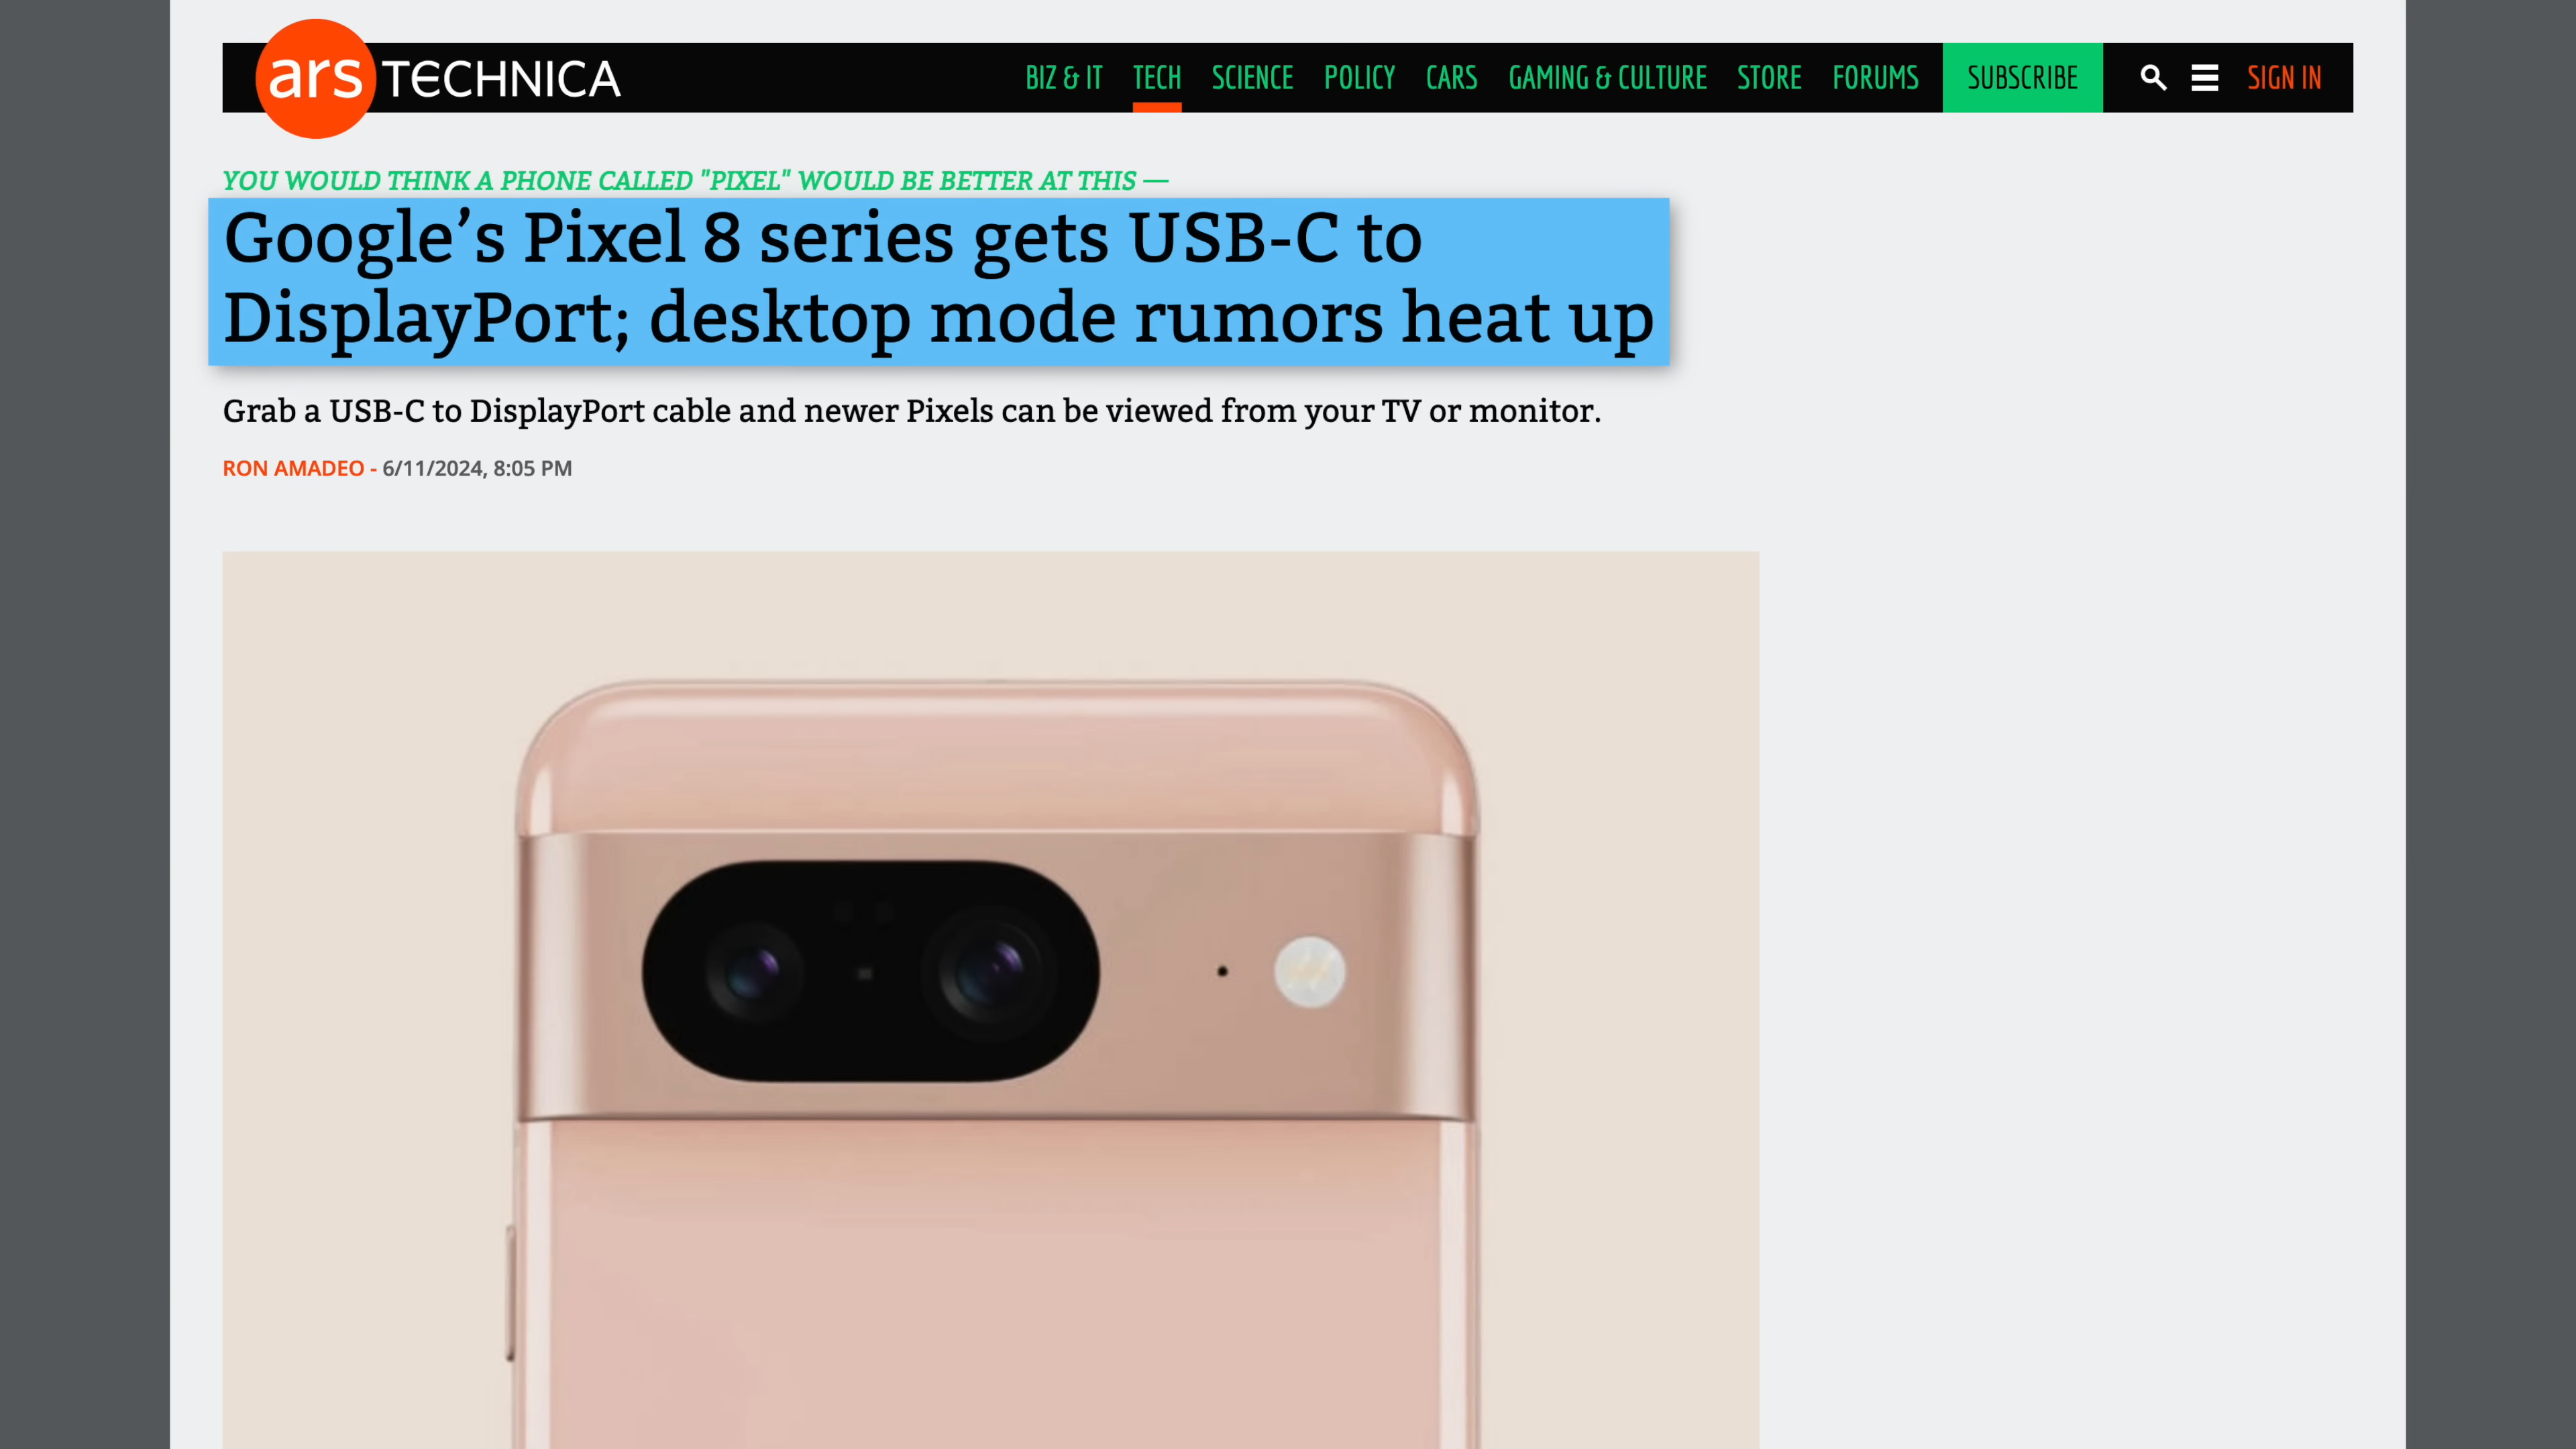 ars TECHNICA
BIZ & IT TECH SCIENCE POLICY CARS GAMING & CULTURE STORE FORUMS SUBSCRIBE SIGN IN
YOU WOULD THINK A PHONE CALLED "PIXEL" WOULD BE BETTER AT THIS —
Google’s Pixel 8 series gets USB-C to
DisplayPort; desktop mode rumors heat up
Grab a USB-C to DisplayPort cable and newer Pixels can be viewed from your TV or monitor.
RON AMADEO - 6/11/2024, 8:05 PM